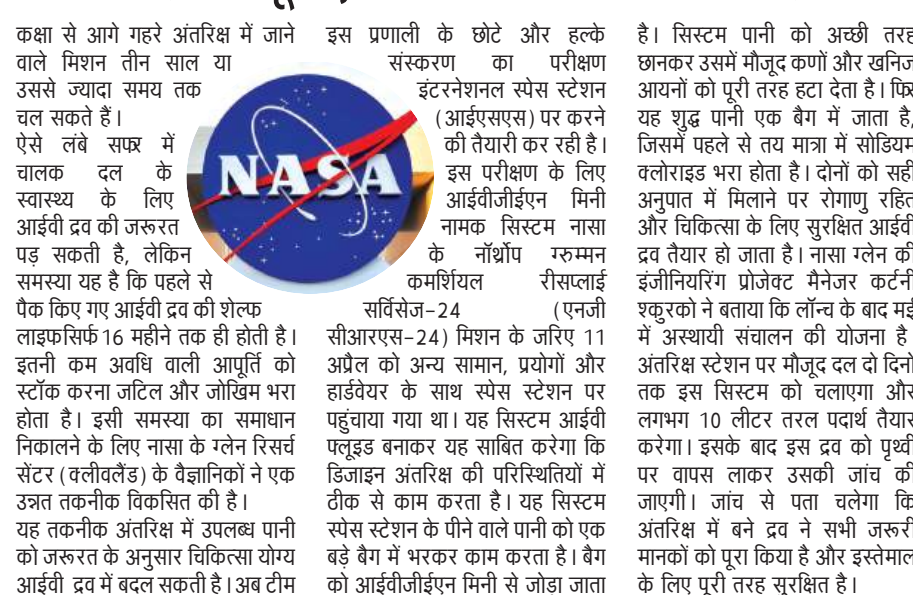 कक्षा से आगे गहरे अंतरिक्ष में जाने
वाले मिशन तीन साल या
उससे ज्यादा समय तक
चल सकते हैं।
ऐसे लंबे सफर में
चालक दल के
स्वास्थ्य के लिए
आईवी द्रव की जरूरत
पड़ सकती है, लेकिन
समस्या यह है कि पहले से
पैक किए गए आईवी द्रव की शेल्फ
लाइफसिर्फ 16 महीने तक ही होती है।
इतनी कम अवधि वाली आपूर्ति को
स्टॉक करना जटिल और जोखिम भरा
होता है। इसी समस्या का समाधान
निकालने के लिए नासा के ग्लेन रिसर्च
सेंटर (क्लीवलैंड) के वैज्ञानिकों ने एक
उन्नत तकनीक विकसित की है।
यह तकनीक अंतरिक्ष में उपलब्ध पानी
को जरूरत के अनुसार चिकित्सा योग्य
आईवी द्रव में बदल सकती है। अब टीम
NASA
इस प्रणाली के छोटे और हल्के
संस्करण का परीक्षण
इंटरनेशनल स्पेस स्टेशन
(आईएसएस) पर करने
की तैयारी कर रही है।
इस परीक्षण के लिए
आईवीजीईएन मिनी
नामक सिस्टम नासा
के नॉर्थ्रोप ग्रुम्मन
कमर्शियल रीसप्लाई
सर्विसेज-24 (एनजी
सीआरएस-24) मिशन के जरिए 11
अप्रैल को अन्य सामान, प्रयोगों और
हार्डवेयर के साथ स्पेस स्टेशन पर
पहुंचाया गया था। यह सिस्टम आईवी
फ्लूइड बनाकर यह साबित करेगा कि
डिजाइन अंतरिक्ष की परिस्थितियों में
ठीक से काम करता है। यह सिस्टम
स्पेस स्टेशन के पीने वाले पानी को एक
बड़े बैग में भरकर काम करता है। बैग
को आईवीजीईएन मिनी से जोड़ा जाता
है। सिस्टम पानी को अच्छी तरह
छानकर उसमें मौजूद कणों और खनिज
आयनों को पूरी तरह हटा देता है। फिर
यह शुद्ध पानी एक बैग में जाता है,
जिसमें पहले से तय मात्रा में सोडियम
क्लोराइड भरा होता है। दोनों को सही
अनुपात में मिलाने पर रोगाणु रहित
और चिकित्सा के लिए सुरक्षित आईवी
द्रव तैयार हो जाता है। नासा ग्लेन की
इंजीनियरिंग प्रोजेक्ट मैनेजर कर्टनी
श्कुरको ने बताया कि लॉन्च के बाद मई
में अस्थायी संचालन की योजना है
अंतरिक्ष स्टेशन पर मौजूद दल दो दिनों
तक इस सिस्टम को चलाएगा और
लगभग 10 लीटर तरल पदार्थ तैयार
करेगा। इसके बाद इस द्रव को पृथ्वी
पर वापस लाकर उसकी जांच की
जाएगी। जांच से पता चलेगा कि
अंतरिक्ष में बने द्रव ने सभी जरूरी
मानकों को पूरा किया है और इस्तेमाल
के लिए पूरी तरह सुरक्षित है।